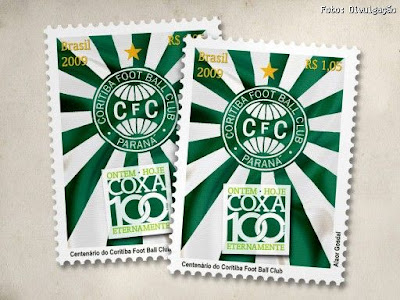 Foto: Divulgação
Brasil
2009
R$
CORITIBA FOOT BALL CLUB
CFC
PARANÁ
ONTEM · HOJE
COXA
100
ETERNAMENTE
Centenário do Coritiba Foot Ball Club
Brasil
2009
R$ 1,05
CORITIBA FOOT BALL CLUB
CFC
PARANÁ
ONTEM · HOJE
COXA
100
ETERNAMENTE
Centenário do Coritiba Foot Ball Club